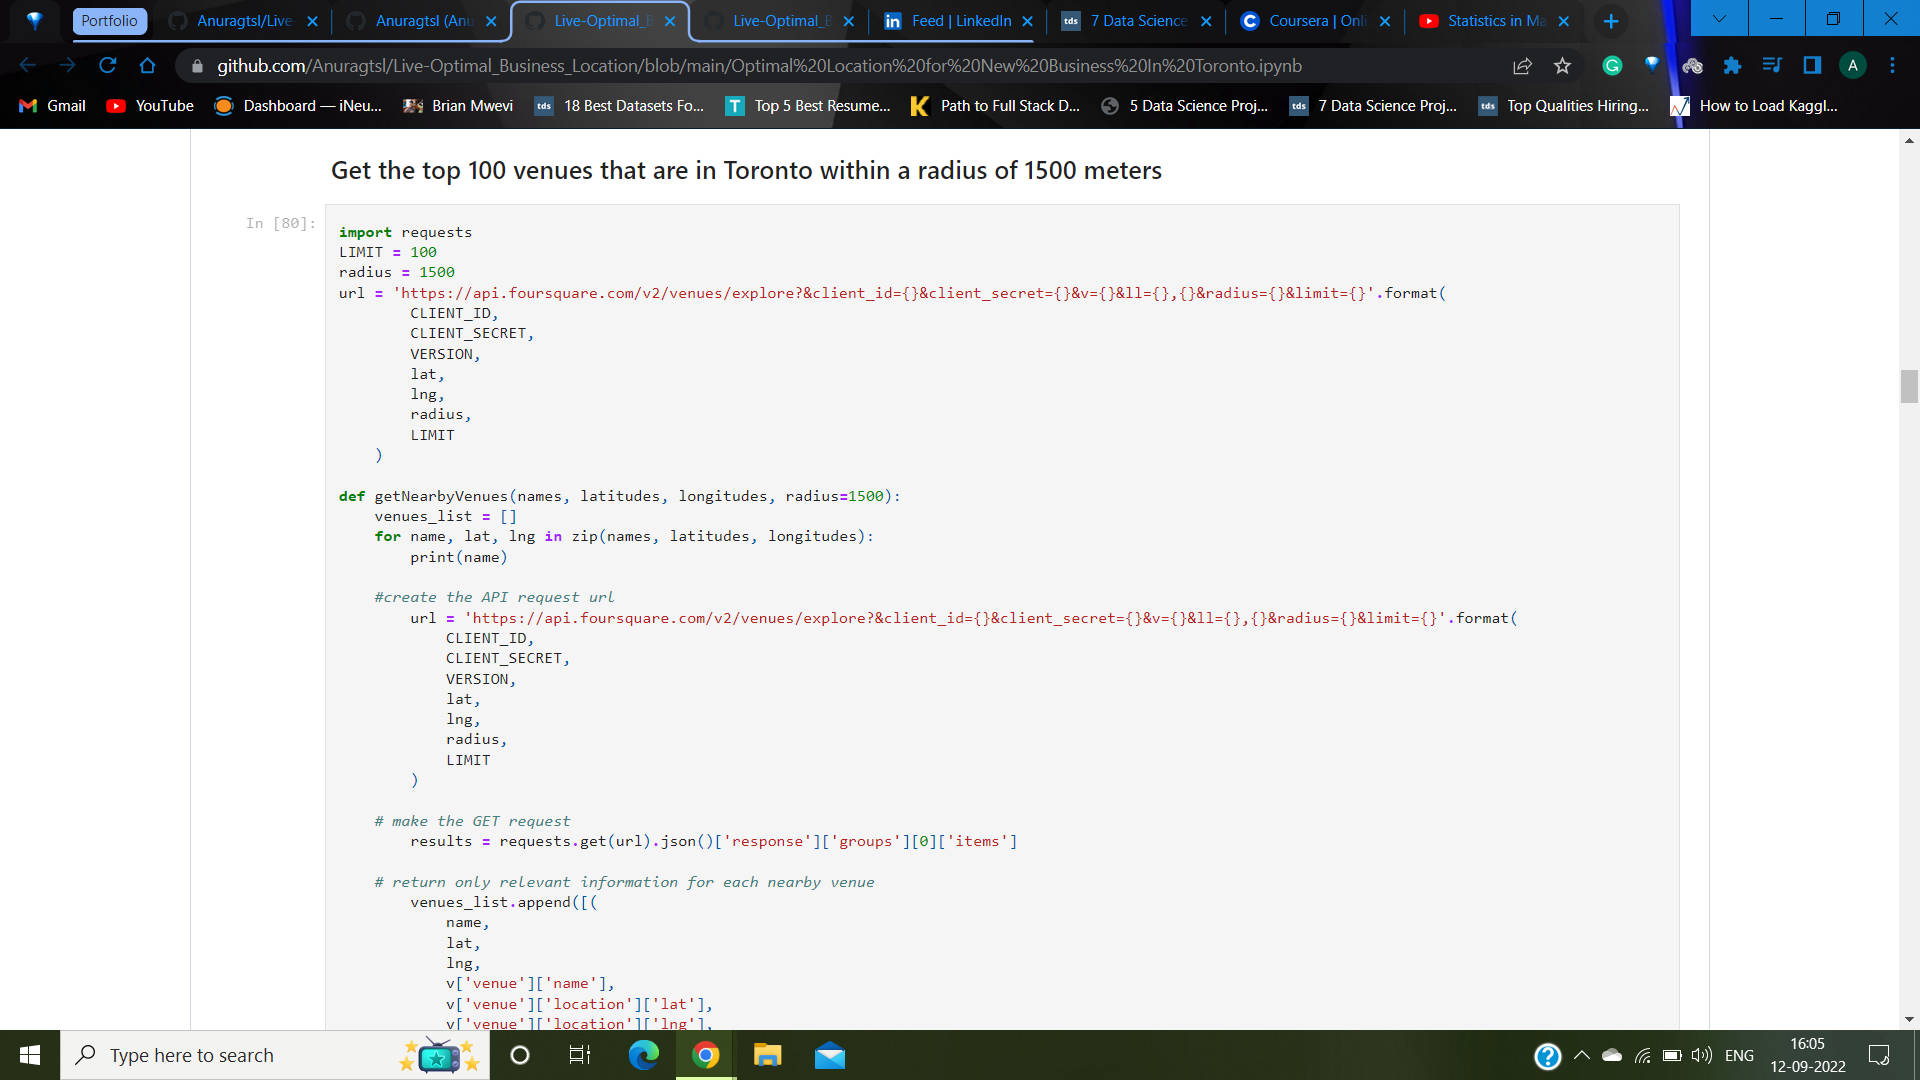 Portfolio
Anuragtsl/Live-
Anuragtsl (Anu
Live-Optimal_B
Live-Optimal_B
Feed | LinkedIn
tds 7 Data Science
Coursera | Onli
Statistics in Ma
github.com/Anuragtsl/Live-Optimal_Business_Location/blob/main/Optimal%20Location%20for%20New%20Business%20In%20Toronto.ipynb
A
Gmail
YouTube
Dashboard — iNeu...
Brian Mwevi
tds 18 Best Datasets Fo...
T Top 5 Best Resume...
Path to Full Stack D...
5 Data Science Proj...
tds 7 Data Science Proj...
tds Top Qualities Hiring...
How to Load Kaggl...
Get the top 100 venues that are in Toronto within a radius of 1500 meters
In [80]:
import requests
LIMIT = 100
radius = 1500
url = 'https://api.foursquare.com/v2/venues/explore?&client_id={}&client_secret={}&v={}&ll={},{}&radius={}&limit={}'.format(
CLIENT_ID,
CLIENT_SECRET,
VERSION,
lat,
lng,
radius,
LIMIT
)
def getNearbyVenues(names, latitudes, longitudes, radius=1500):
venues_list = []
for name, lat, lng in zip(names, latitudes, longitudes):
print(name)
#create the API request url
url = 'https://api.foursquare.com/v2/venues/explore?&client_id={}&client_secret={}&v={}&ll={},{}&radius={}&limit={}'.format(
CLIENT_ID,
CLIENT_SECRET,
VERSION,
lat,
lng,
radius,
LIMIT
)
# make the GET request
results = requests.get(url).json()['response']['groups'][0]['items']
# return only relevant information for each nearby venue
venues_list.append([(
name,
lat,
lng,
v['venue']['name'],
v['venue']['location']['lat'],
v['venue']['location']['lng'],
Type here to search
ENG
16:05
12-09-2022